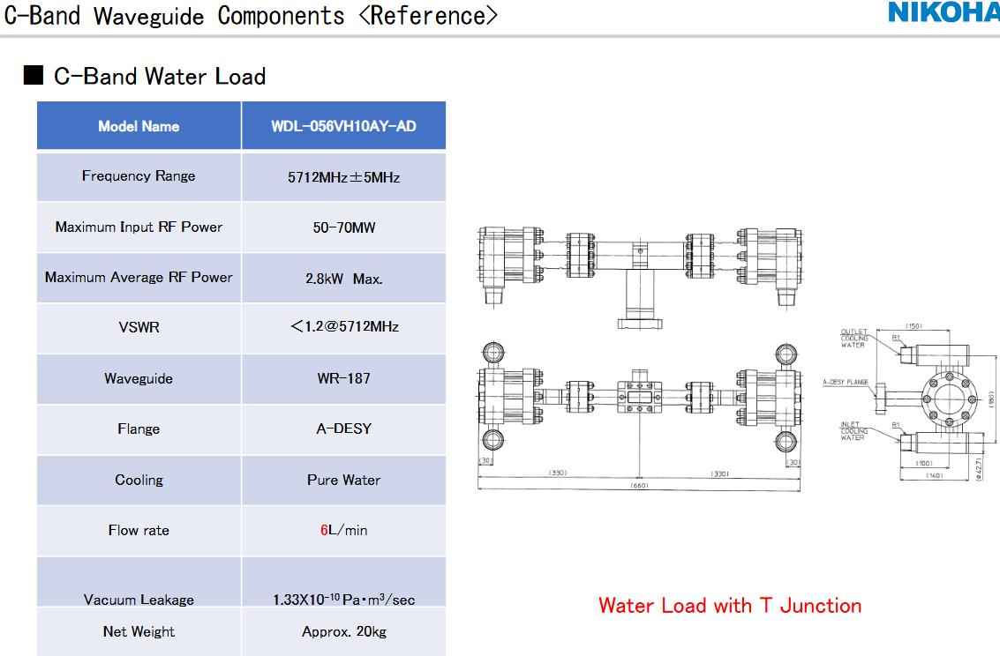 C-Band Waveguide Components <Reference>
NIKOHA
■ C-Band Water Load
Model Name WDL-056VH10AY-AD
Frequency Range 5712MHz±5MHz
Maximum Input RF Power 50-70MW
Maximum Average RF Power 2.8kW Max.
VSWR <1.2@5712MHz
Waveguide WR-187
Flange A-DESY
Cooling Pure Water
Flow rate 6L/min
Vacuum Leakage 1.33X10⁻¹⁰ Pa・m³/sec
Net Weight Approx. 20kg
(30)
(30)
(330)
(330)
(660)
(150)
OUTLET
COOLING
WATER
R1
A-DESY FLANGE
(180)
INLET
COOLING
WATER
R1
(100)
(140)
(φ42.7)
Water Load with T Junction